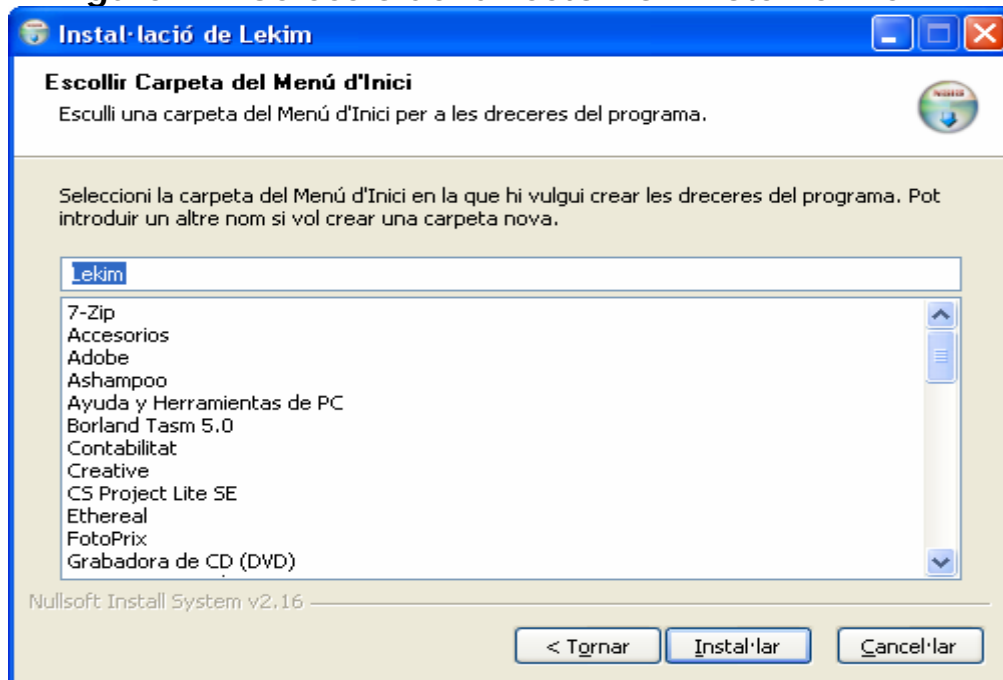 Instal·lació de Lekim
Escollir Carpeta del Menú d'Inici
Esculli una carpeta del Menú d'Inici per a les dreceres del programa.
Seleccioni la carpeta del Menú d'Inici en la que hi vulgui crear les dreceres del programa. Pot
introduir un altre nom si vol crear una carpeta nova.
Lekim
7-Zip
Accesorios
Adobe
Ashampoo
Ayuda y Herramientas de PC
Borland Tasm 5.0
Contabilitat
Creative
CS Project Lite SE
Ethereal
FotoPrix
Grabadora de CD (DVD)
Nullsoft Install System v2.16
< Tornar
Instal·lar
Cancel·lar